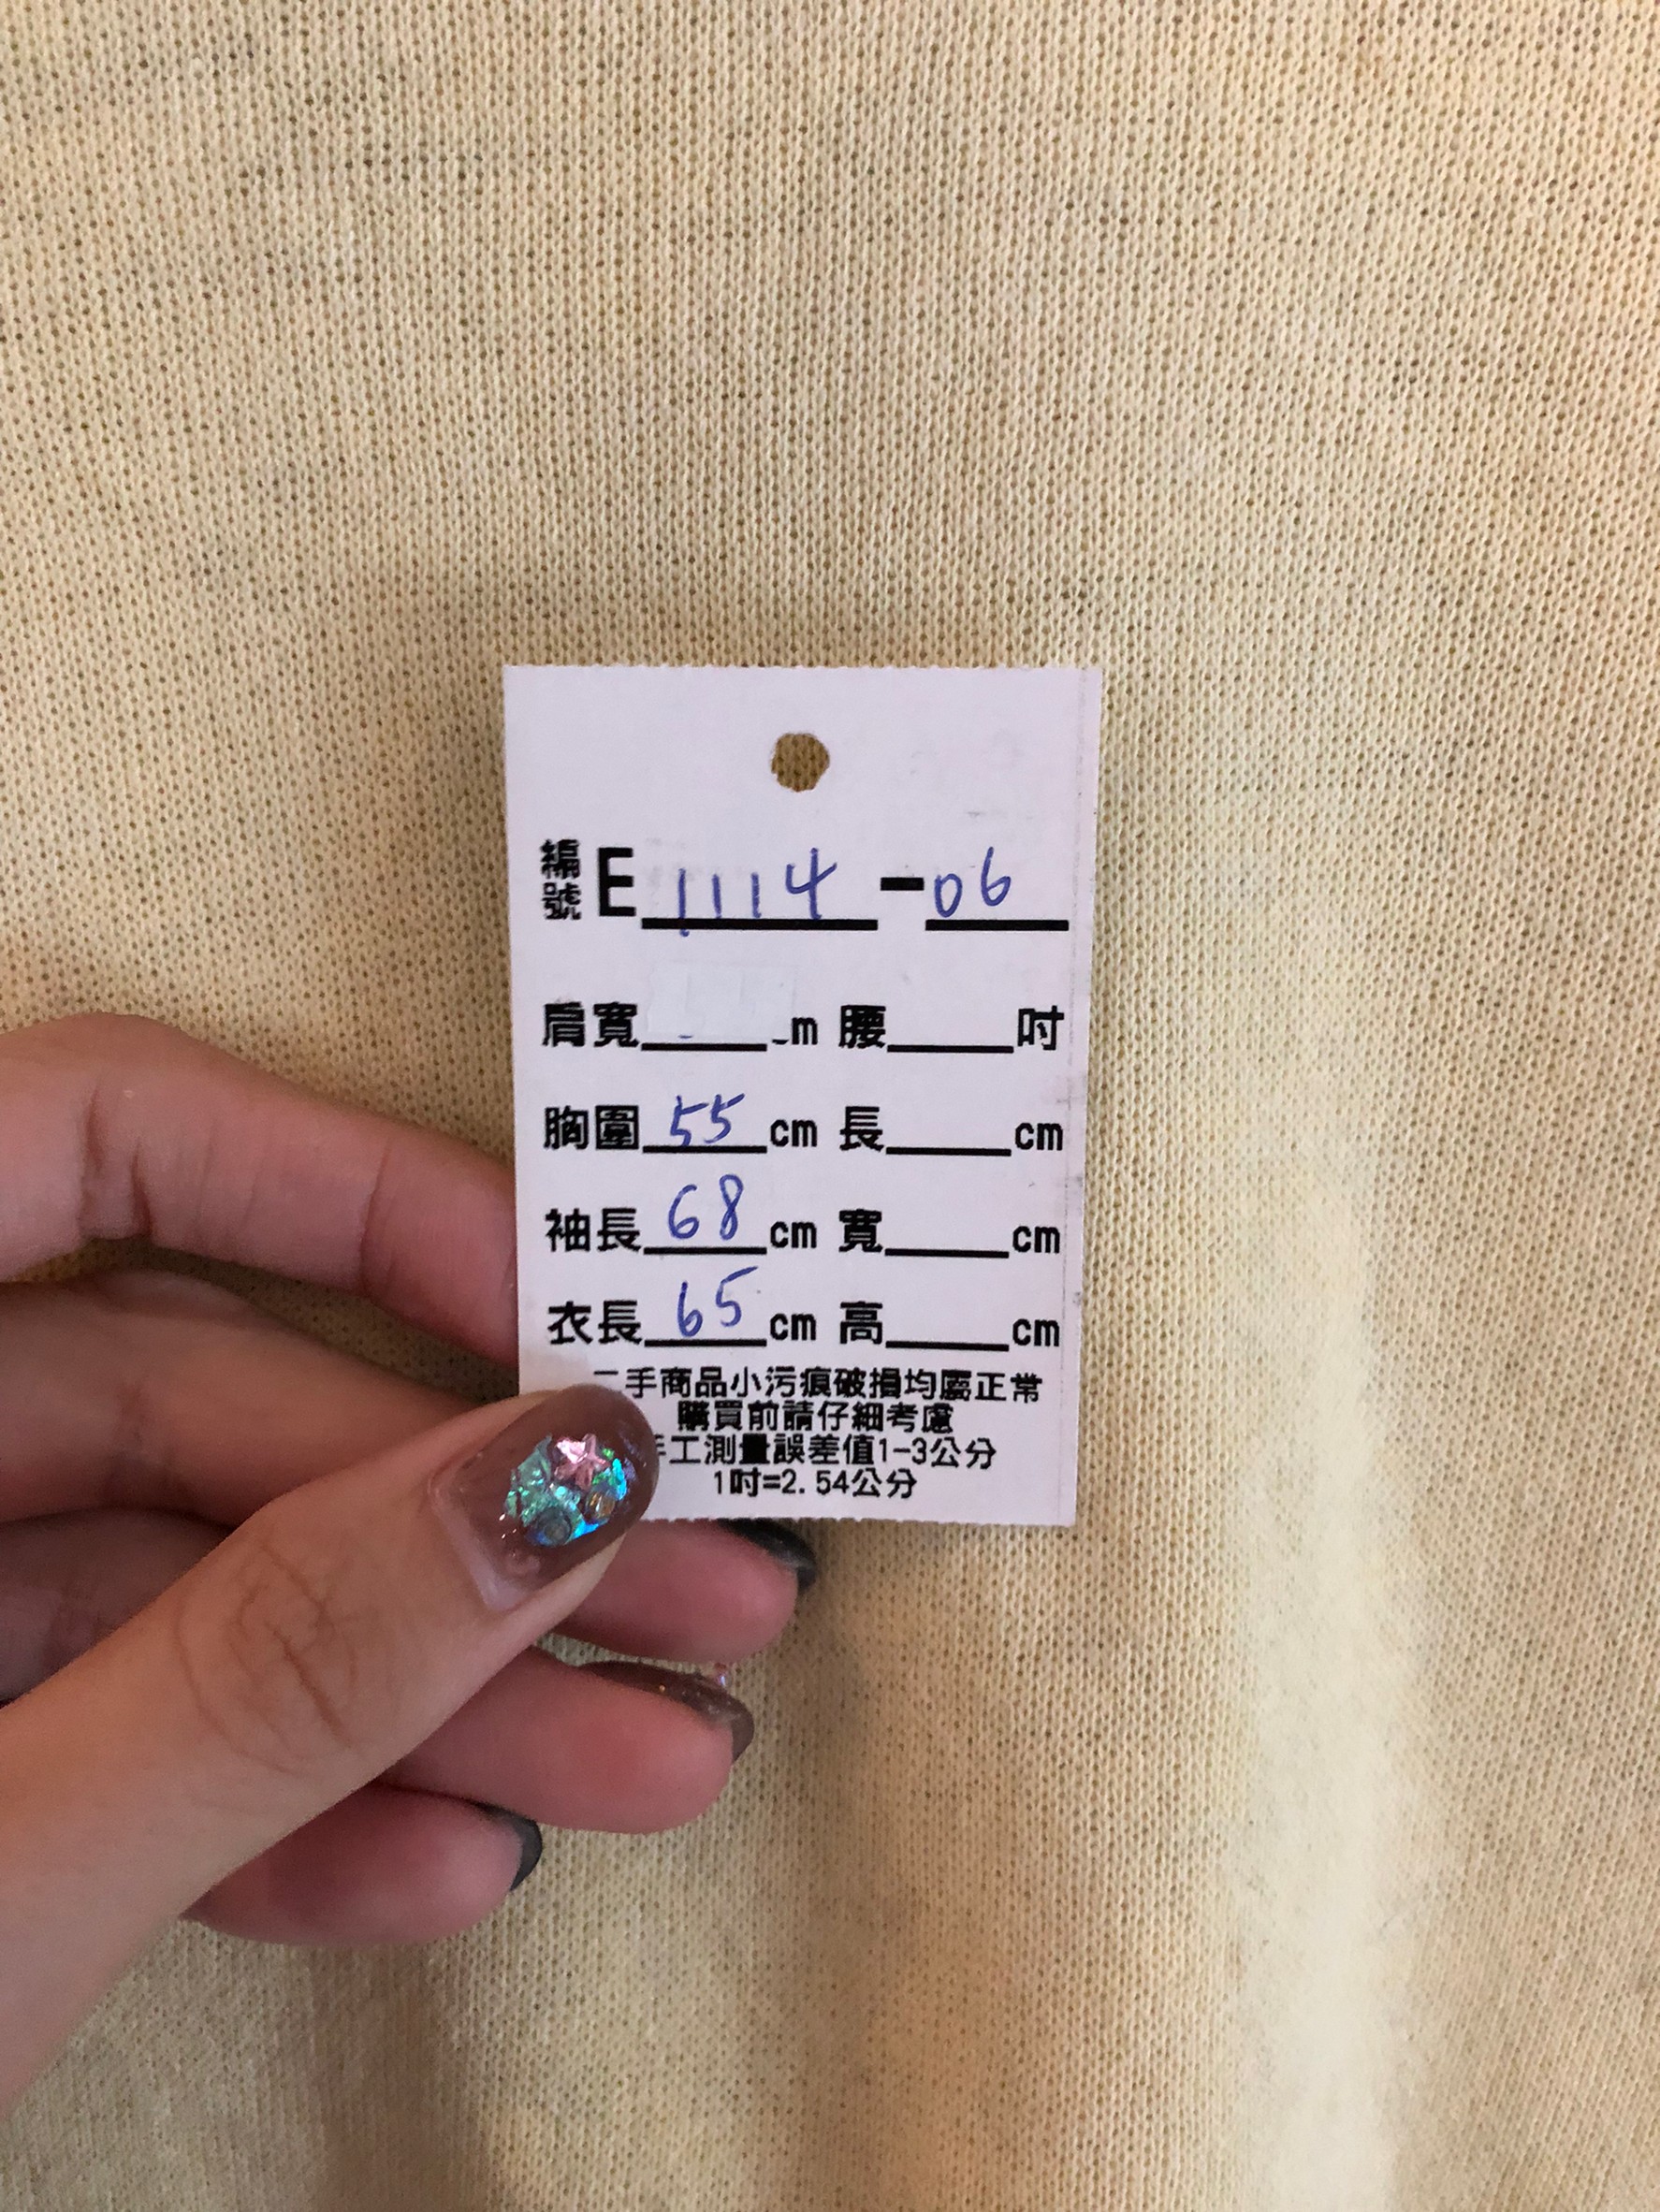 編號 E 1114 - 06
肩寬 m 腰 吋
胸圍 55 cm 長 cm
袖長 68 cm 寬 cm
衣長 65 cm 高 cm
二手商品小污痕破損均屬正常
購買前請仔細考慮
手工測量誤差值1-3公分
1吋=2.54公分